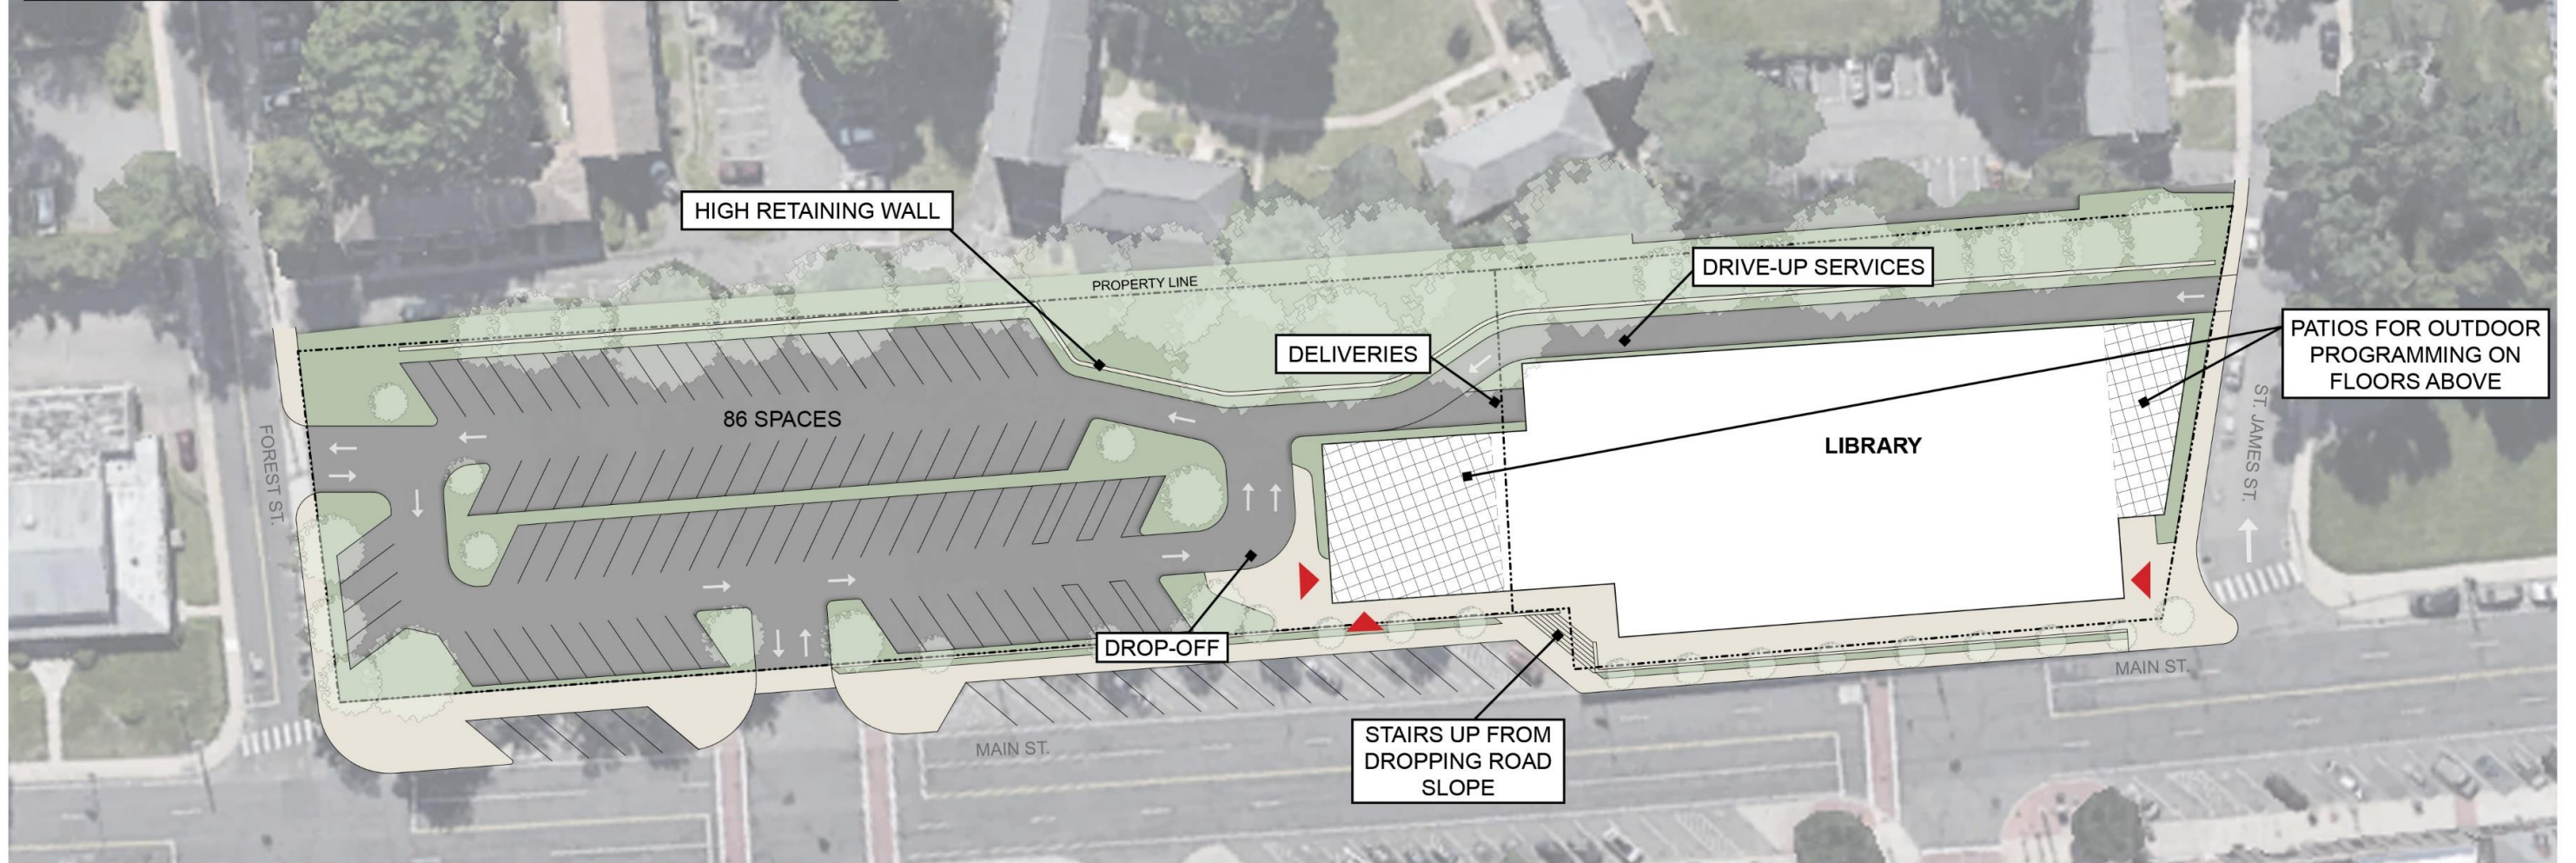 HIGH RETAINING WALL
PROPERTY LINE
DRIVE-UP SERVICES
DELIVERIES
PATIOS FOR OUTDOOR
PROGRAMMING ON
FLOORS ABOVE
86 SPACES
LIBRARY
FOREST ST.
ST. JAMES ST.
DROP-OFF
MAIN ST.
STAIRS UP FROM
DROPPING ROAD
SLOPE
MAIN ST.